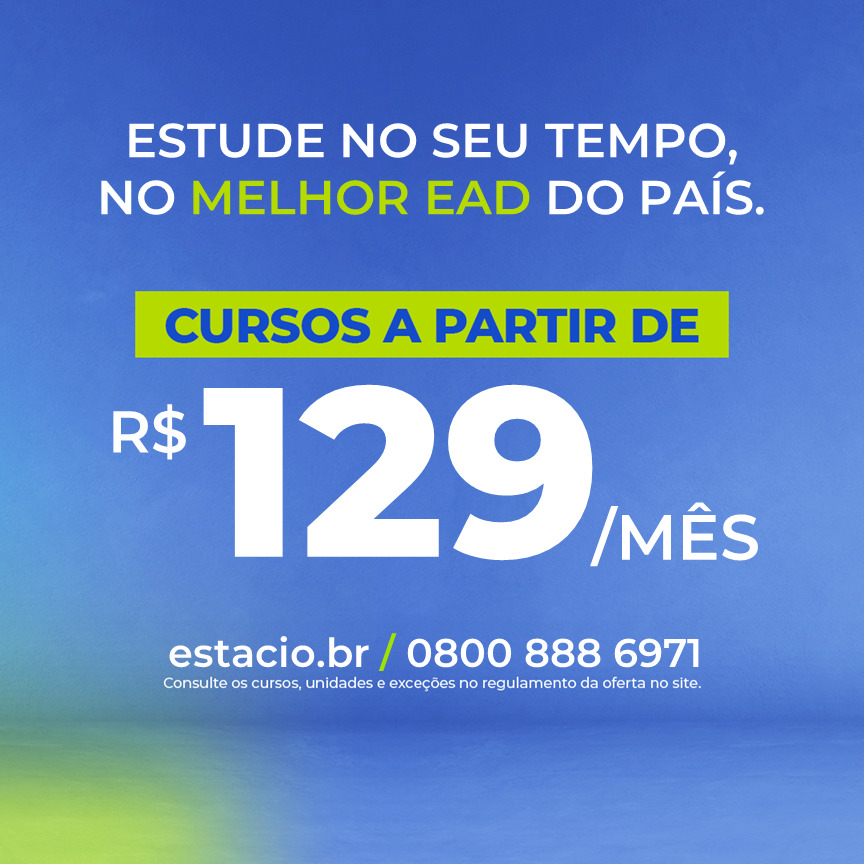 ESTUDE NO SEU TEMPO,
NO MELHOR EAD DO PAÍS.
CURSOS A PARTIR DE
R$ 129/MÊS
estacio.br / 0800 888 6971
Consulte os cursos, unidades e exceções no regulamento da oferta no site.